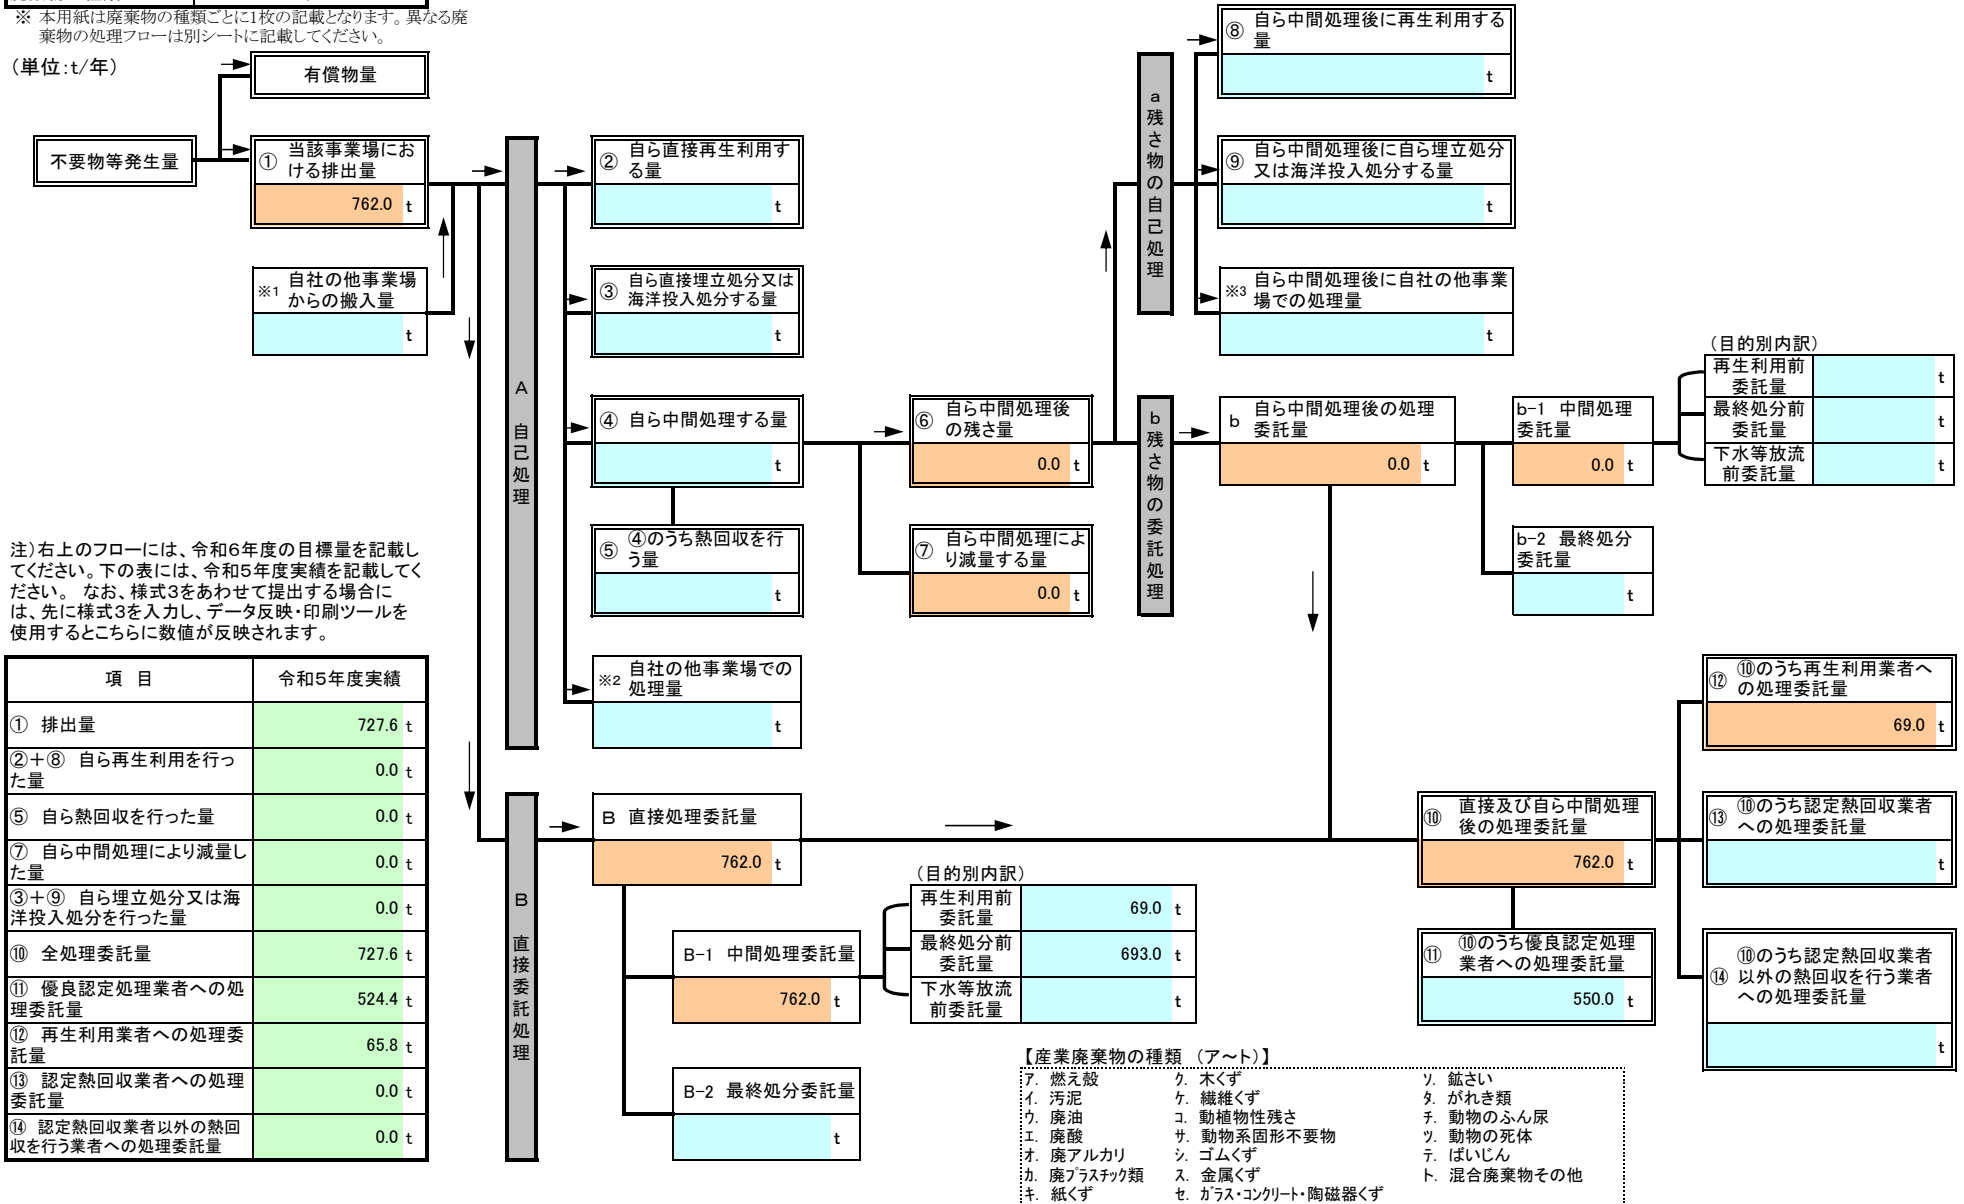 ※ 本用紙は廃棄物の種類ごとに1枚の記載となります。異なる廃
棄物の処理フローは別シートに記載してください。
(単位:t/年)
有償物量
不要物等発生量
① 当該事業場にお
ける排出量
762.0 t
※1 自社の他事業場
からの搬入量
t
A 自己処理
② 自ら直接再生利用す
る量
t
③ 自ら直接埋立処分又は
海洋投入処分する量
t
④ 自ら中間処理する量
t
⑤ ④のうち熱回収を行
う量
t
※2 自社の他事業場での
処理量
t
⑥ 自ら中間処理後
の残さ量
0.0 t
⑦ 自ら中間処理によ
り減量する量
0.0 t
a 残さ物の自己処理
⑧ 自ら中間処理後に再生利用する
量
t
⑨ 自ら中間処理後に自ら埋立処分
又は海洋投入処分する量
t
※3 自ら中間処理後に自社の他事業
場での処理量
t
b 残さ物の委託処理
b 自ら中間処理後の処理
委託量
0.0 t
b-1 中間処理
委託量
0.0 t
b-2 最終処分
委託量
t
(目的別内訳)
再生利用前
委託量
t
最終処分前
委託量
t
下水等放流
前委託量
t
注)右上のフローには、令和6年度の目標量を記載し
てください。下の表には、令和5年度実績を記載してく
ださい。 なお、様式3をあわせて提出する場合に
は、先に様式3を入力し、データ反映・印刷ツールを
使用するとこちらに数値が反映されます。
項 目 令和5年度実績
① 排出量 727.6 t
②+⑧ 自ら再生利用を行っ
た量 0.0 t
⑤ 自ら熱回収を行った量 0.0 t
⑦ 自ら中間処理により減量し
た量 0.0 t
③+⑨ 自ら埋立処分又は海
洋投入処分を行った量 0.0 t
⑩ 全処理委託量 727.6 t
⑪ 優良認定処理業者への処
理委託量 524.4 t
⑫ 再生利用業者への処理委
託量 65.8 t
⑬ 認定熱回収業者への処理
委託量 0.0 t
⑭ 認定熱回収業者以外の熱回
収を行う業者への処理委託量 0.0 t
B 直接委託処理
B 直接処理委託量
762.0 t
B-1 中間処理委託量
762.0 t
B-2 最終処分委託量
t
(目的別内訳)
再生利用前
委託量
69.0 t
最終処分前
委託量
693.0 t
下水等放流
前委託量
t
⑩ 直接及び自ら中間処理
後の処理委託量
762.0 t
⑪ ⑩のうち優良認定処理
業者への処理委託量
550.0 t
⑫ ⑩のうち再生利用業者へ
の処理委託量
69.0 t
⑬ ⑩のうち認定熱回収業者
への処理委託量
t
⑭ ⑩のうち認定熱回収業者
以外の熱回収を行う業者
への処理委託量
t
【産業廃棄物の種類 (ア~ト)】
ア. 燃え殻 ク. 木くず ソ. 鉱さい
イ. 汚泥 ケ. 繊維くず タ. がれき類
ウ. 廃油 コ. 動植物性残さ チ. 動物のふん尿
エ. 廃酸 サ. 動物系固形不要物 ツ. 動物の死体
オ. 廃アルカリ シ. ゴムくず テ. ばいじん
カ. 廃プラスチック類 ス. 金属くず ト. 混合廃棄物その他
キ. 紙くず セ. ガラス・コンクリート・陶磁器くず